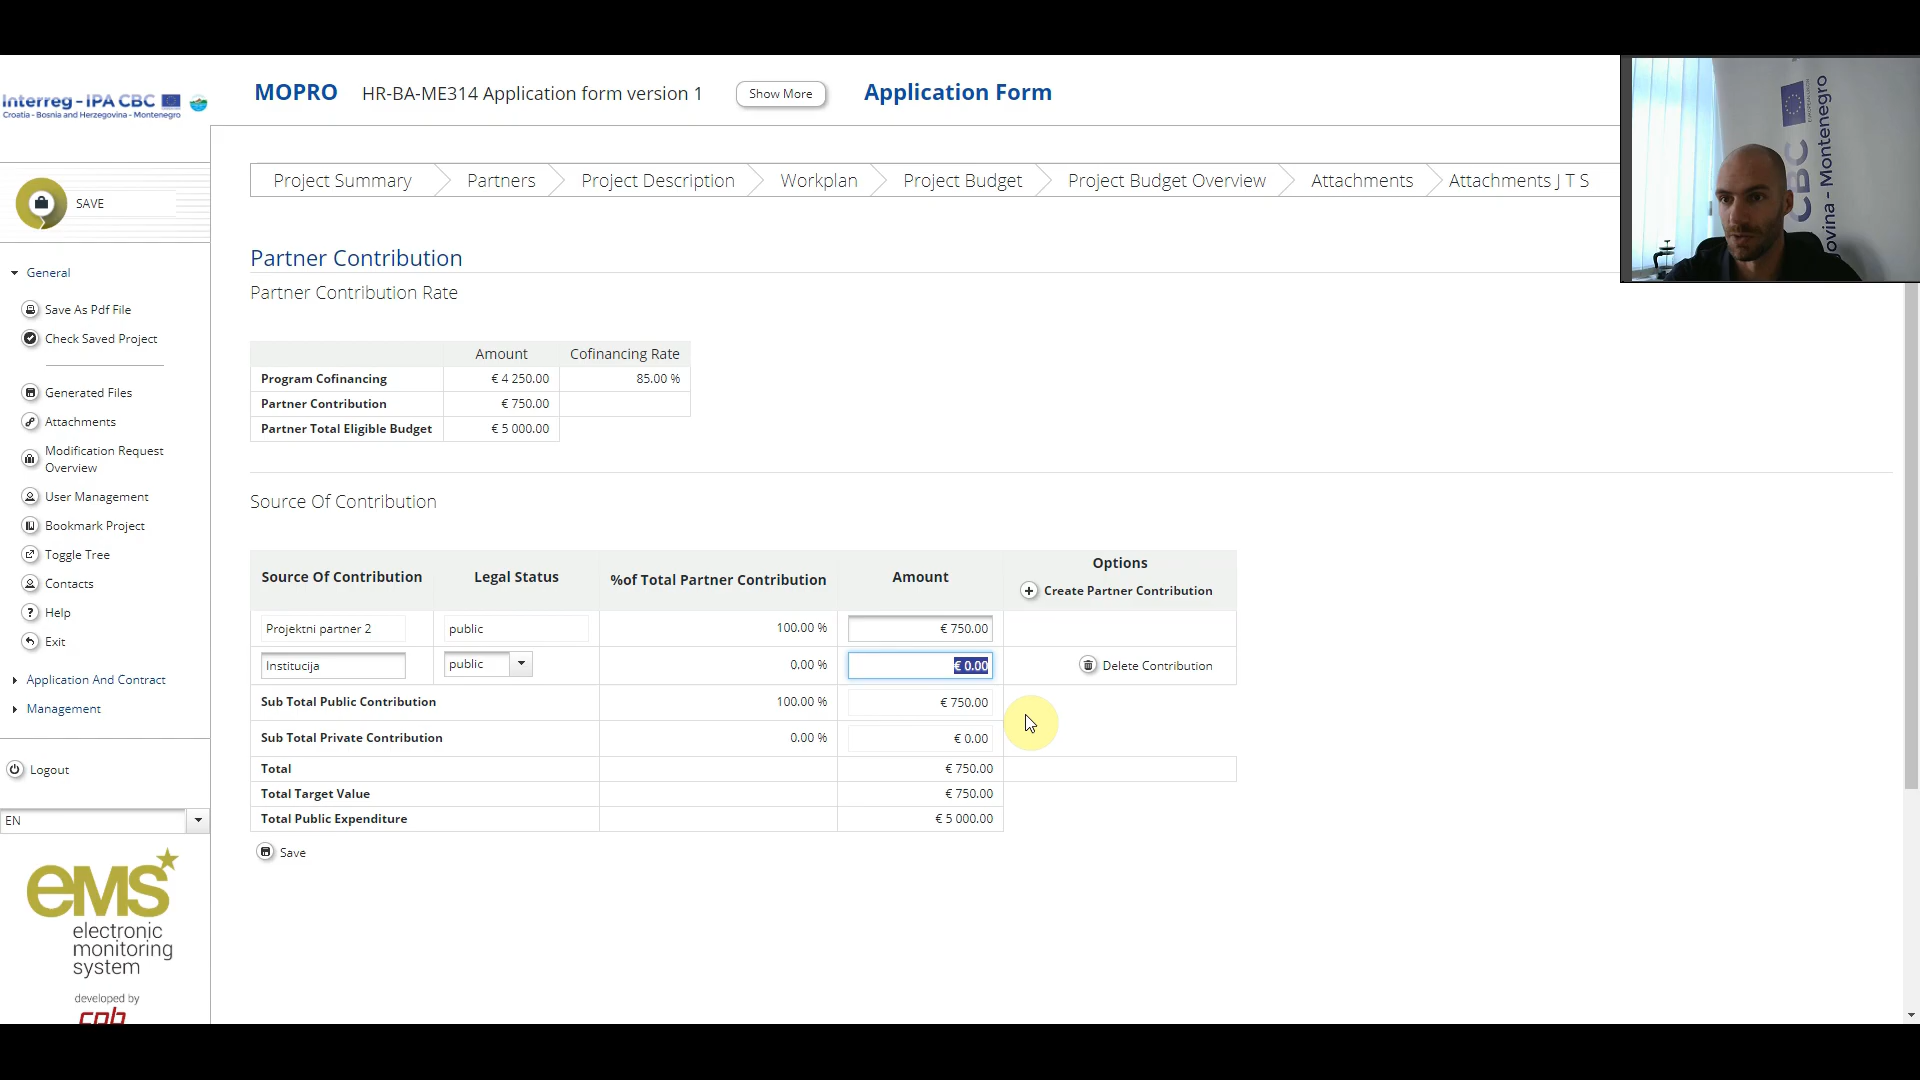 Interreg - IPA CBC
Croatia - Bosnia and Herzegovina - Montenegro
MOPRO
HR-BA-ME314 Application form version 1
Show More
Application Form
Project Summary
Partners
Project Description
Workplan
Project Budget
Project Budget Overview
Attachments
Attachments J T S
SAVE
General
Save As Pdf File
Check Saved Project
Generated Files
Attachments
Modification Request
Overview
User Management
Bookmark Project
Toggle Tree
Contacts
Help
Exit
Application And Contract
Management
Logout
EN
eMS
electronic
monitoring
system
developed by
Partner Contribution
Partner Contribution Rate
Amount Cofinancing Rate
Program Cofinancing € 4 250.00 85.00 %
Partner Contribution € 750.00
Partner Total Eligible Budget € 5 000.00
Source Of Contribution
Source Of Contribution Legal Status %of Total Partner Contribution Amount Options
Create Partner Contribution
Projektni partner 2 public 100.00 % € 750.00
Institucija public 0.00 % € 0.00 Delete Contribution
Sub Total Public Contribution 100.00 % € 750.00
Sub Total Private Contribution 0.00 % € 0.00
Total € 750.00
Total Target Value € 750.00
Total Public Expenditure € 5 000.00
Save
CBC
ovina - Montenegro